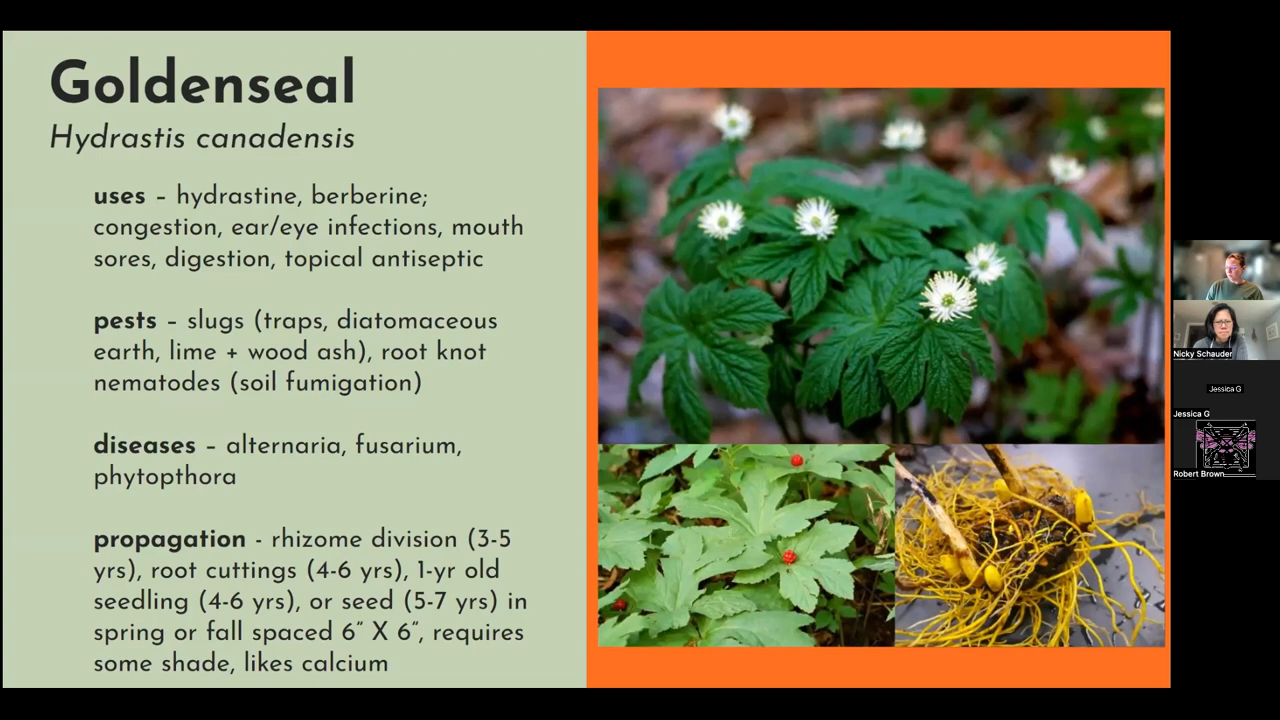 Goldenseal
Hydrastis canadensis
uses – hydrastine, berberine;
congestion, ear/eye infections, mouth
sores, digestion, topical antiseptic
pests – slugs (traps, diatomaceous
earth, lime + wood ash), root knot
nematodes (soil fumigation)
diseases – alternaria, fusarium,
phytopthora
propagation - rhizome division (3-5
yrs), root cuttings (4-6 yrs), 1-yr old
seedling (4-6 yrs), or seed (5-7 yrs) in
spring or fall spaced 6” X 6”, requires
some shade, likes calcium
Nicky Schauder
Jessica G
Jessica G
Robert Brown